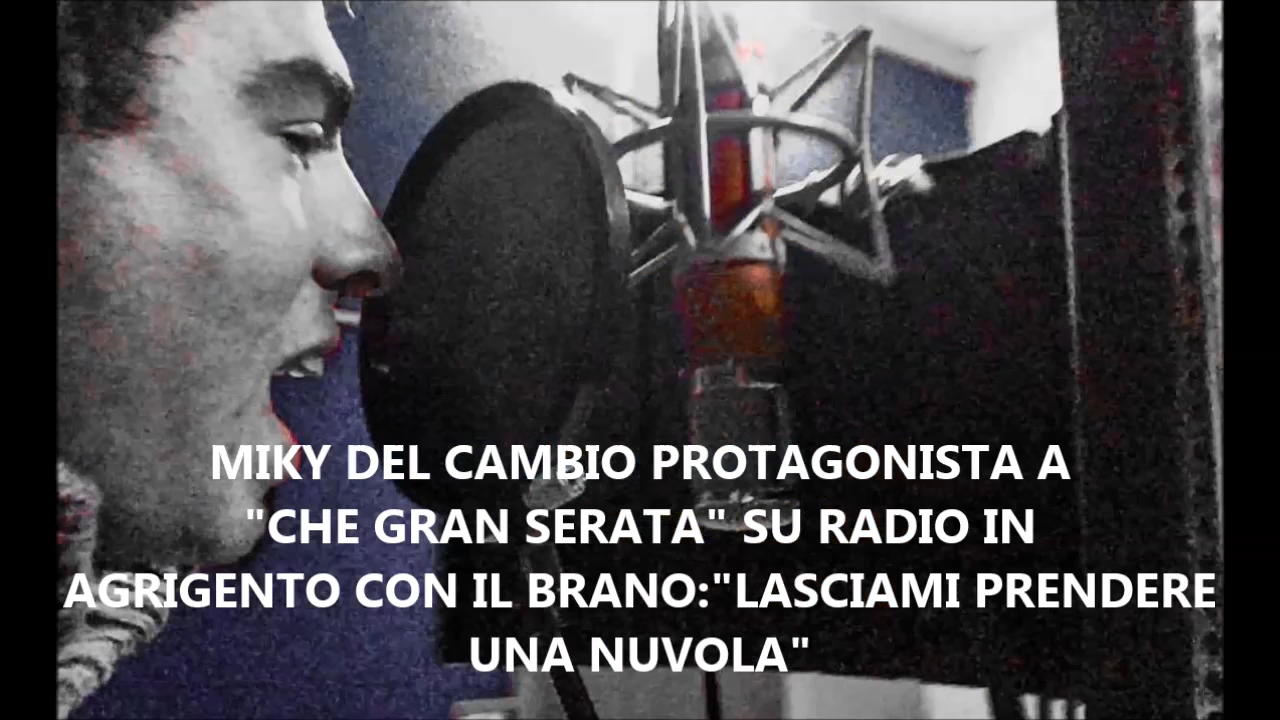 MIKY DEL CAMBIO PROTAGONISTA A
"CHE GRAN SERATA" SU RADIO IN
AGRIGENTO CON IL BRANO:"LASCIAMI PRENDERE
UNA NUVOLA"